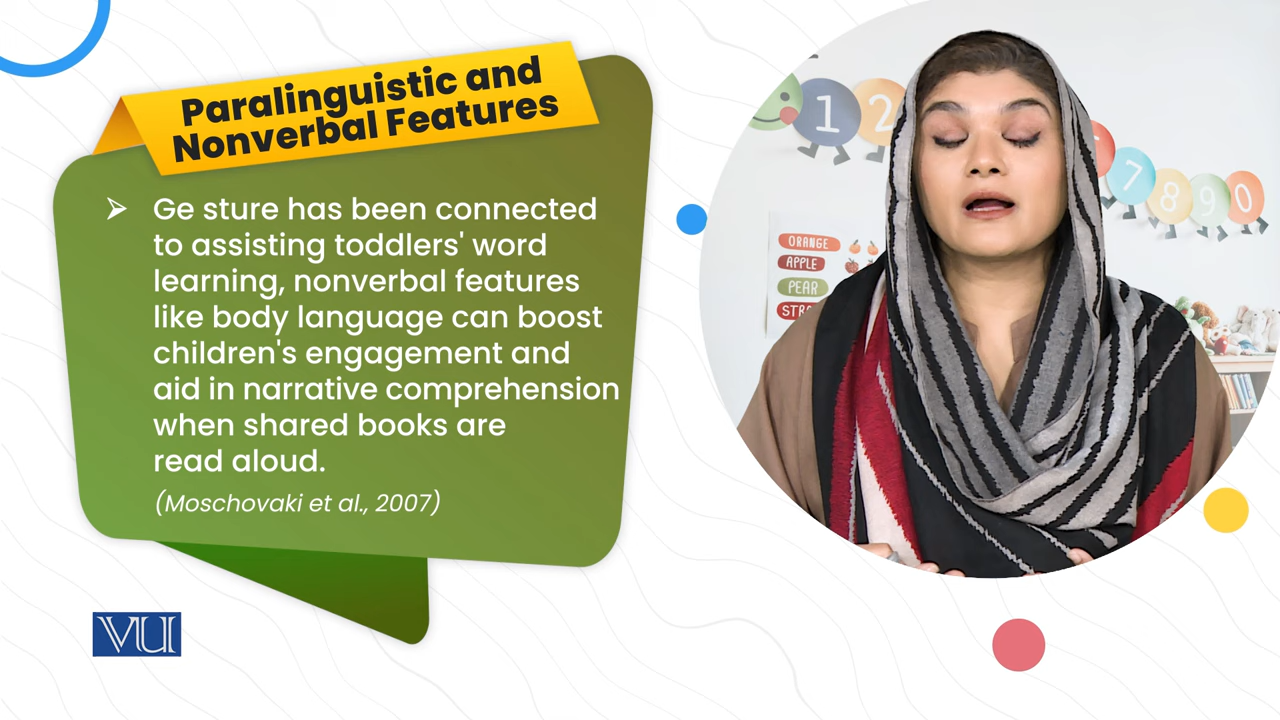 Paralinguistic and
Nonverbal Features
Ge sture has been connected
to assisting toddlers' word
learning, nonverbal features
like body language can boost
children's engagement and
aid in narrative comprehension
when shared books are
read aloud.
(Moschovaki et al., 2007)
VU
1 2
7 8 9 0
ORANGE
APPLE
PEAR